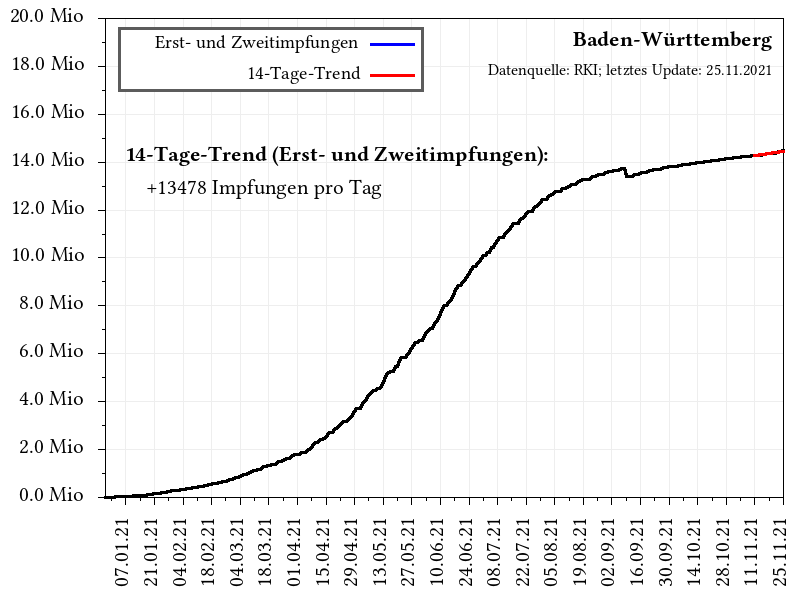 20.0 Mio
18.0 Mio
16.0 Mio
14.0 Mio
12.0 Mio
10.0 Mio
8.0 Mio
6.0 Mio
4.0 Mio
2.0 Mio
0.0 Mio
Erst- und Zweitimpfungen
14-Tage-Trend
Baden-Württemberg
Datenquelle: RKI; letztes Update: 25.11.2021
14-Tage-Trend (Erst- und Zweitimpfungen):
+13478 Impfungen pro Tag
07.01.21
21.01.21
04.02.21
18.02.21
04.03.21
18.03.21
01.04.21
15.04.21
29.04.21
13.05.21
27.05.21
10.06.21
24.06.21
08.07.21
22.07.21
05.08.21
19.08.21
02.09.21
16.09.21
30.09.21
14.10.21
28.10.21
11.11.21
25.11.21